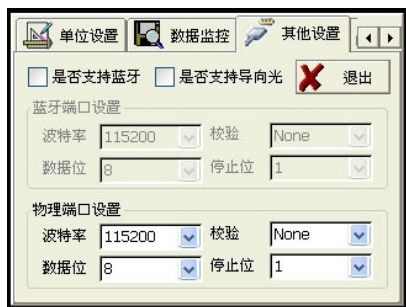 单位设置 数据监控 其他设置
是否支持蓝牙 是否支持导向光 退出
蓝牙端口设置
波特率 115200 校验 None
数据位 8 停止位 1
物理端口设置
波特率 115200 校验 None
数据位 8 停止位 1